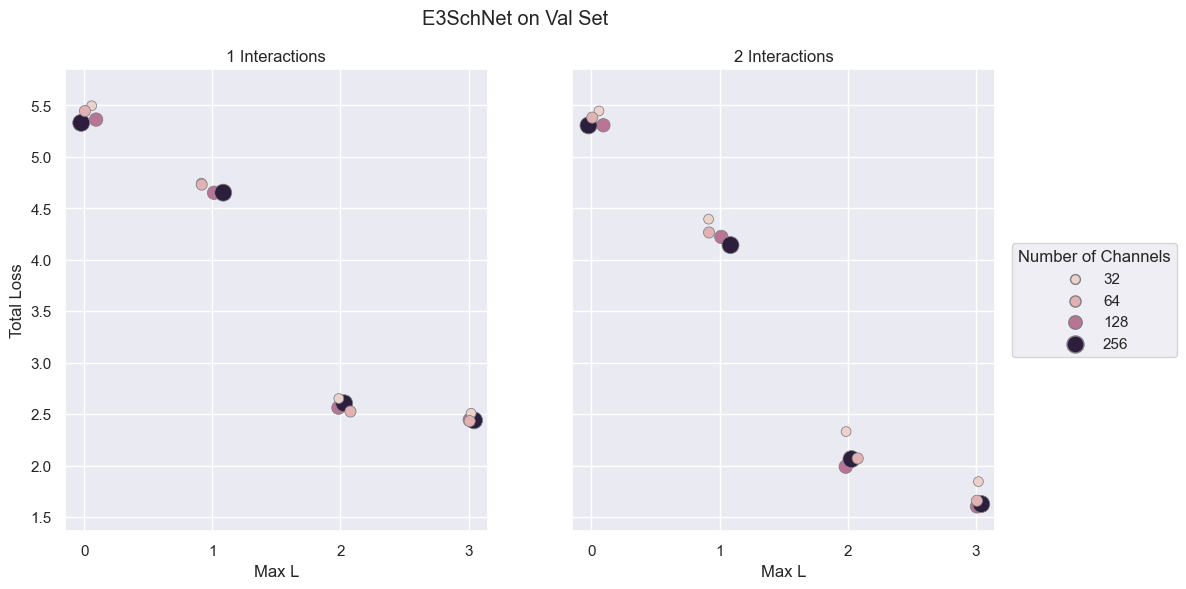 E3SchNet on Val Set
1 Interactions
2 Interactions
Total Loss
5.5
5.0
4.5
4.0
3.5
3.0
2.5
2.0
1.5
0 1 2 3
0 1 2 3
Max L
Max L
Number of Channels
32
64
128
256